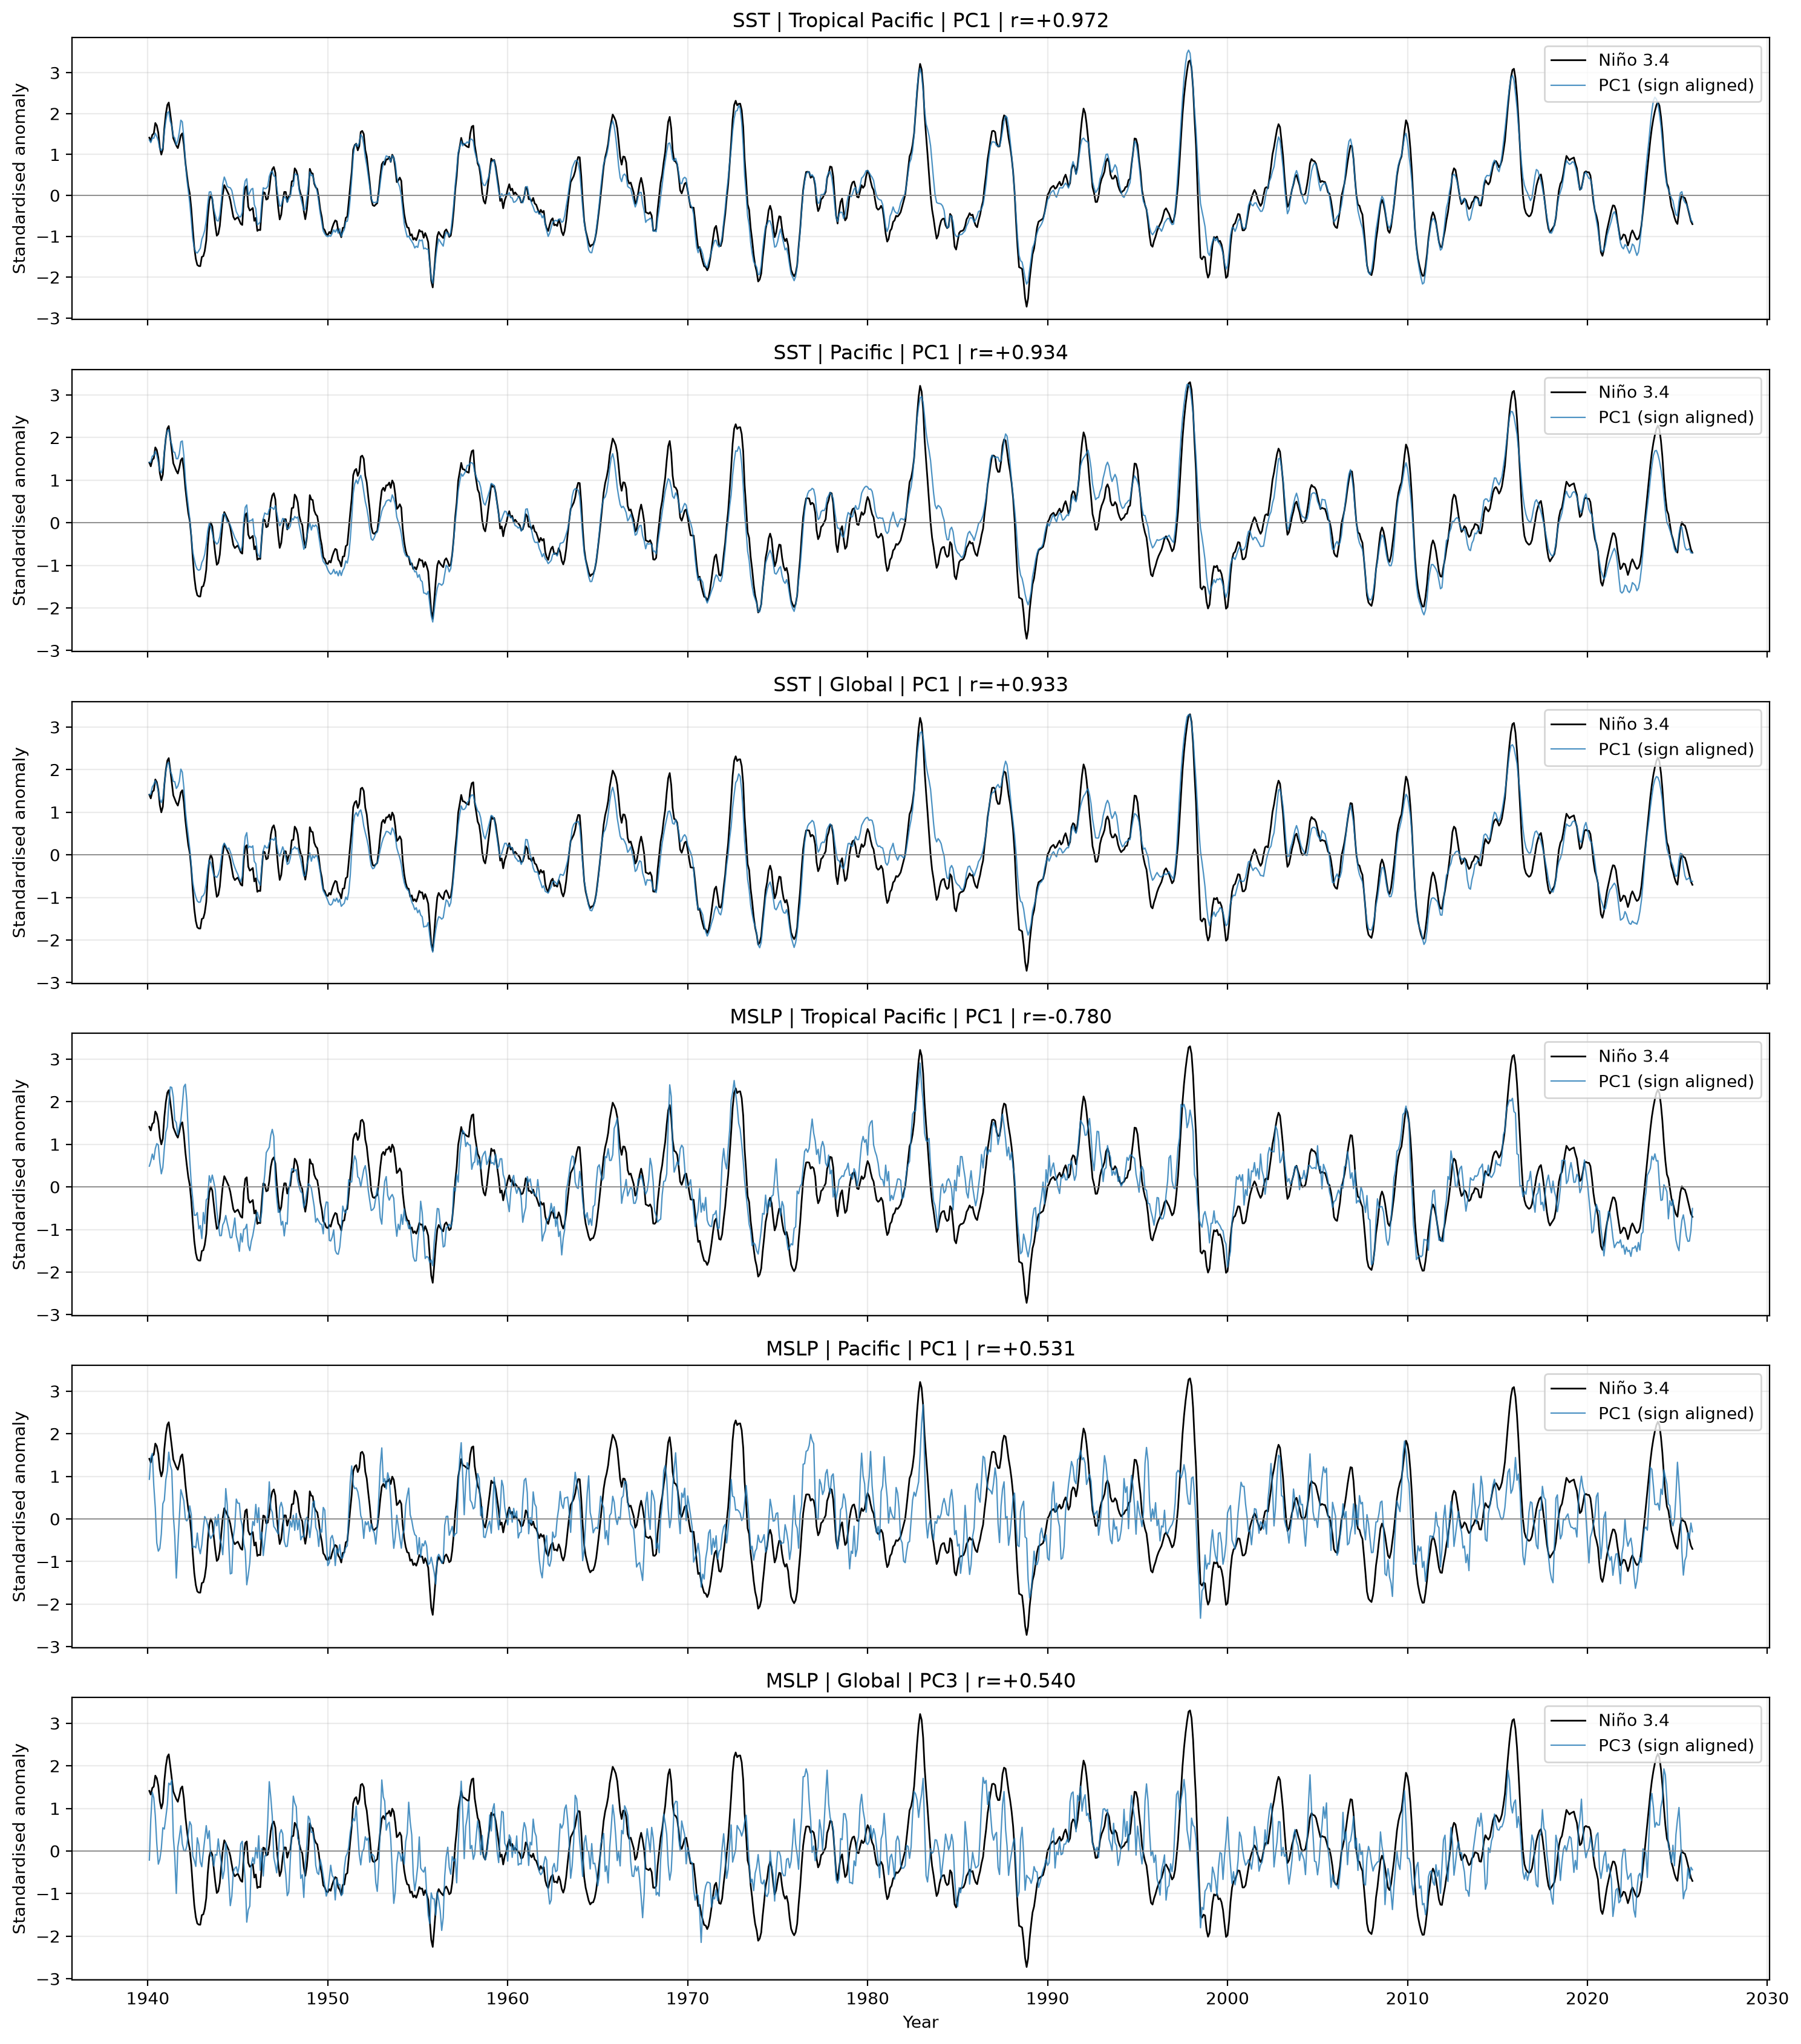 SST | Tropical Pacific | PC1 | r=+0.972
Standardised anomaly
3
2
1
0
−1
−2
−3
Niño 3.4
PC1 (sign aligned)
SST | Pacific | PC1 | r=+0.934
Standardised anomaly
3
2
1
0
−1
−2
−3
Niño 3.4
PC1 (sign aligned)
SST | Global | PC1 | r=+0.933
Standardised anomaly
3
2
1
0
−1
−2
−3
Niño 3.4
PC1 (sign aligned)
MSLP | Tropical Pacific | PC1 | r=-0.780
Standardised anomaly
3
2
1
0
−1
−2
−3
Niño 3.4
PC1 (sign aligned)
MSLP | Pacific | PC1 | r=+0.531
Standardised anomaly
3
2
1
0
−1
−2
−3
Niño 3.4
PC1 (sign aligned)
MSLP | Global | PC3 | r=+0.540
Standardised anomaly
3
2
1
0
−1
−2
−3
Niño 3.4
PC3 (sign aligned)
1940 1950 1960 1970 1980 1990 2000 2010 2020 2030
Year